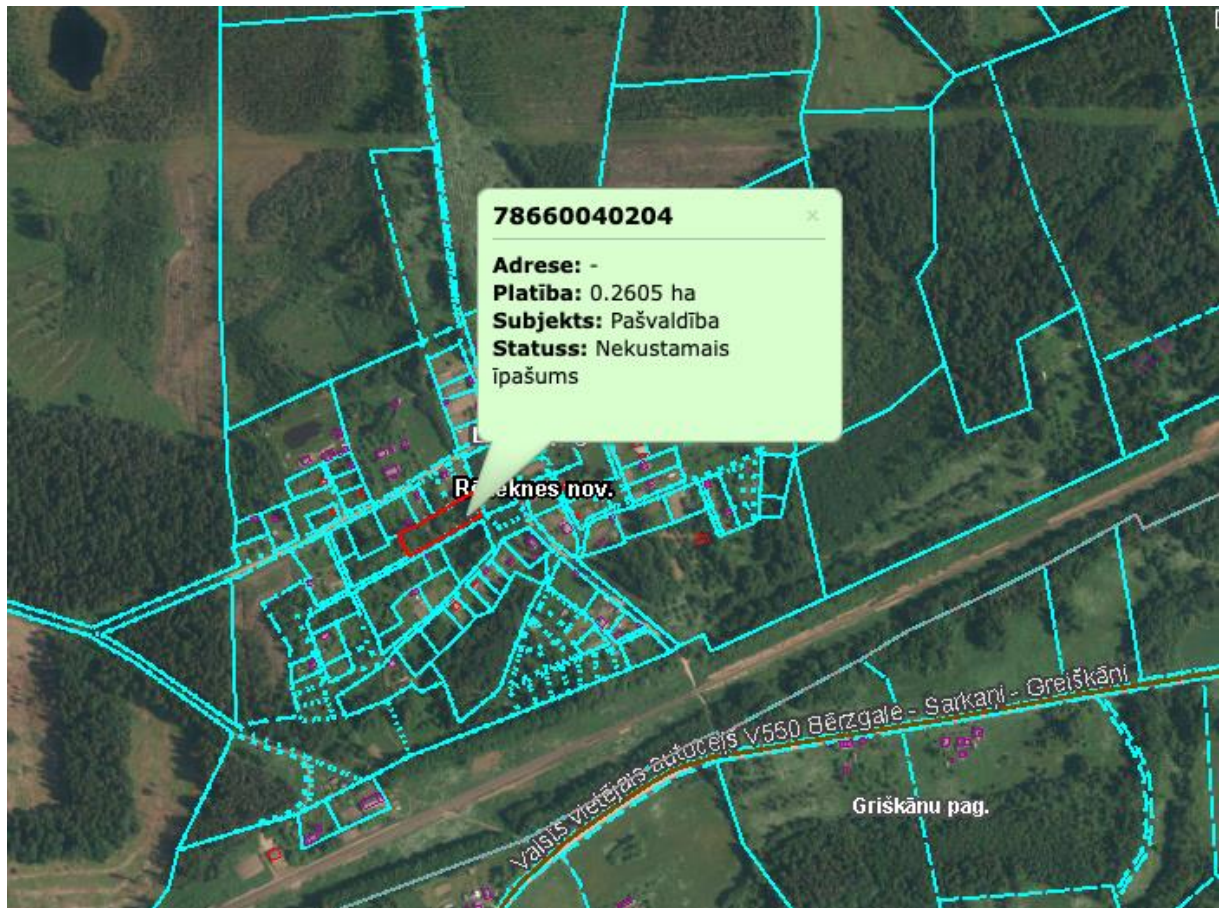 78660040204
×
Adrese: -
Platība: 0.2605 ha
Subjekts: Pašvaldība
Statuss: Nekustamais
īpašums
Rēzeknes nov.
Valsts vietējais autoceļš V550 Bērzgale - Sarkaņi - Greiškāni
Griškānu pag.